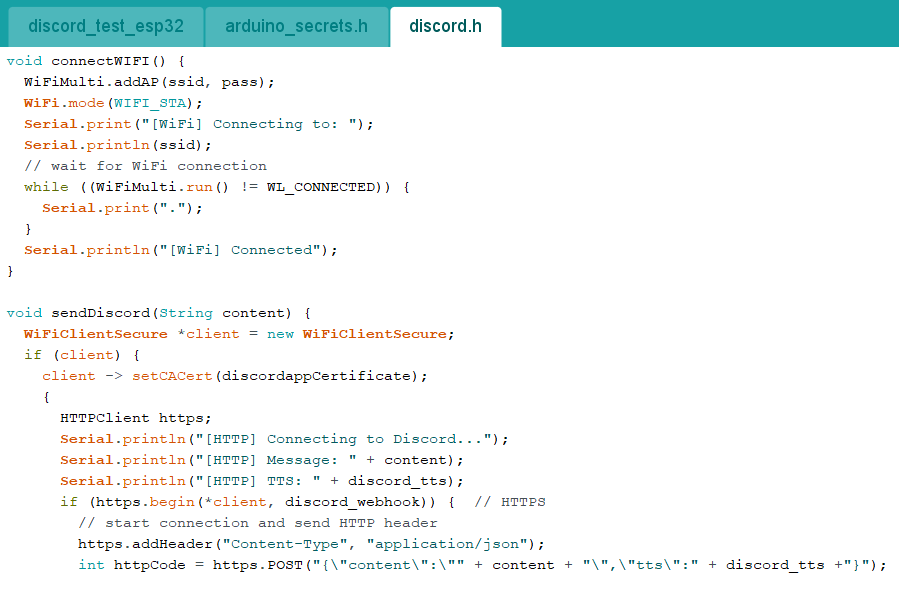 discord_test_esp32 arduino_secrets.h discord.h
void connectWIFI() {
  WiFiMulti.addAP(ssid, pass);
  WiFi.mode(WIFI_STA);
  Serial.print("[WiFi] Connecting to: ");
  Serial.println(ssid);
  // wait for WiFi connection
  while ((WiFiMulti.run() != WL_CONNECTED)) {
    Serial.print(".");
  }
  Serial.println("[WiFi] Connected");
}

void sendDiscord(String content) {
  WiFiClientSecure *client = new WiFiClientSecure;
  if (client) {
    client -> setCACert(discordappCertificate);
    {
      HTTPClient https;
      Serial.println("[HTTP] Connecting to Discord...");
      Serial.println("[HTTP] Message: " + content);
      Serial.println("[HTTP] TTS: " + discord_tts);
      if (https.begin(*client, discord_webhook)) {  // HTTPS
        // start connection and send HTTP header
        https.addHeader("Content-Type", "application/json");
        int httpCode = https.POST("{\"content\":\"" + content + "\",\"tts\":" + discord_tts +"}");